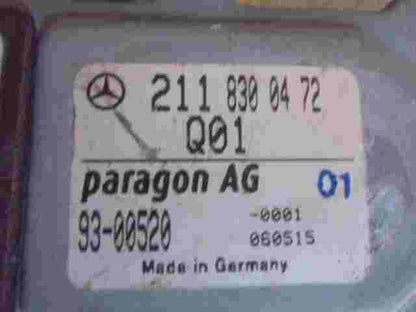 211 830 04 72
Q01
paragon AG 01
93-00520 -0001
060515
Made in Germany